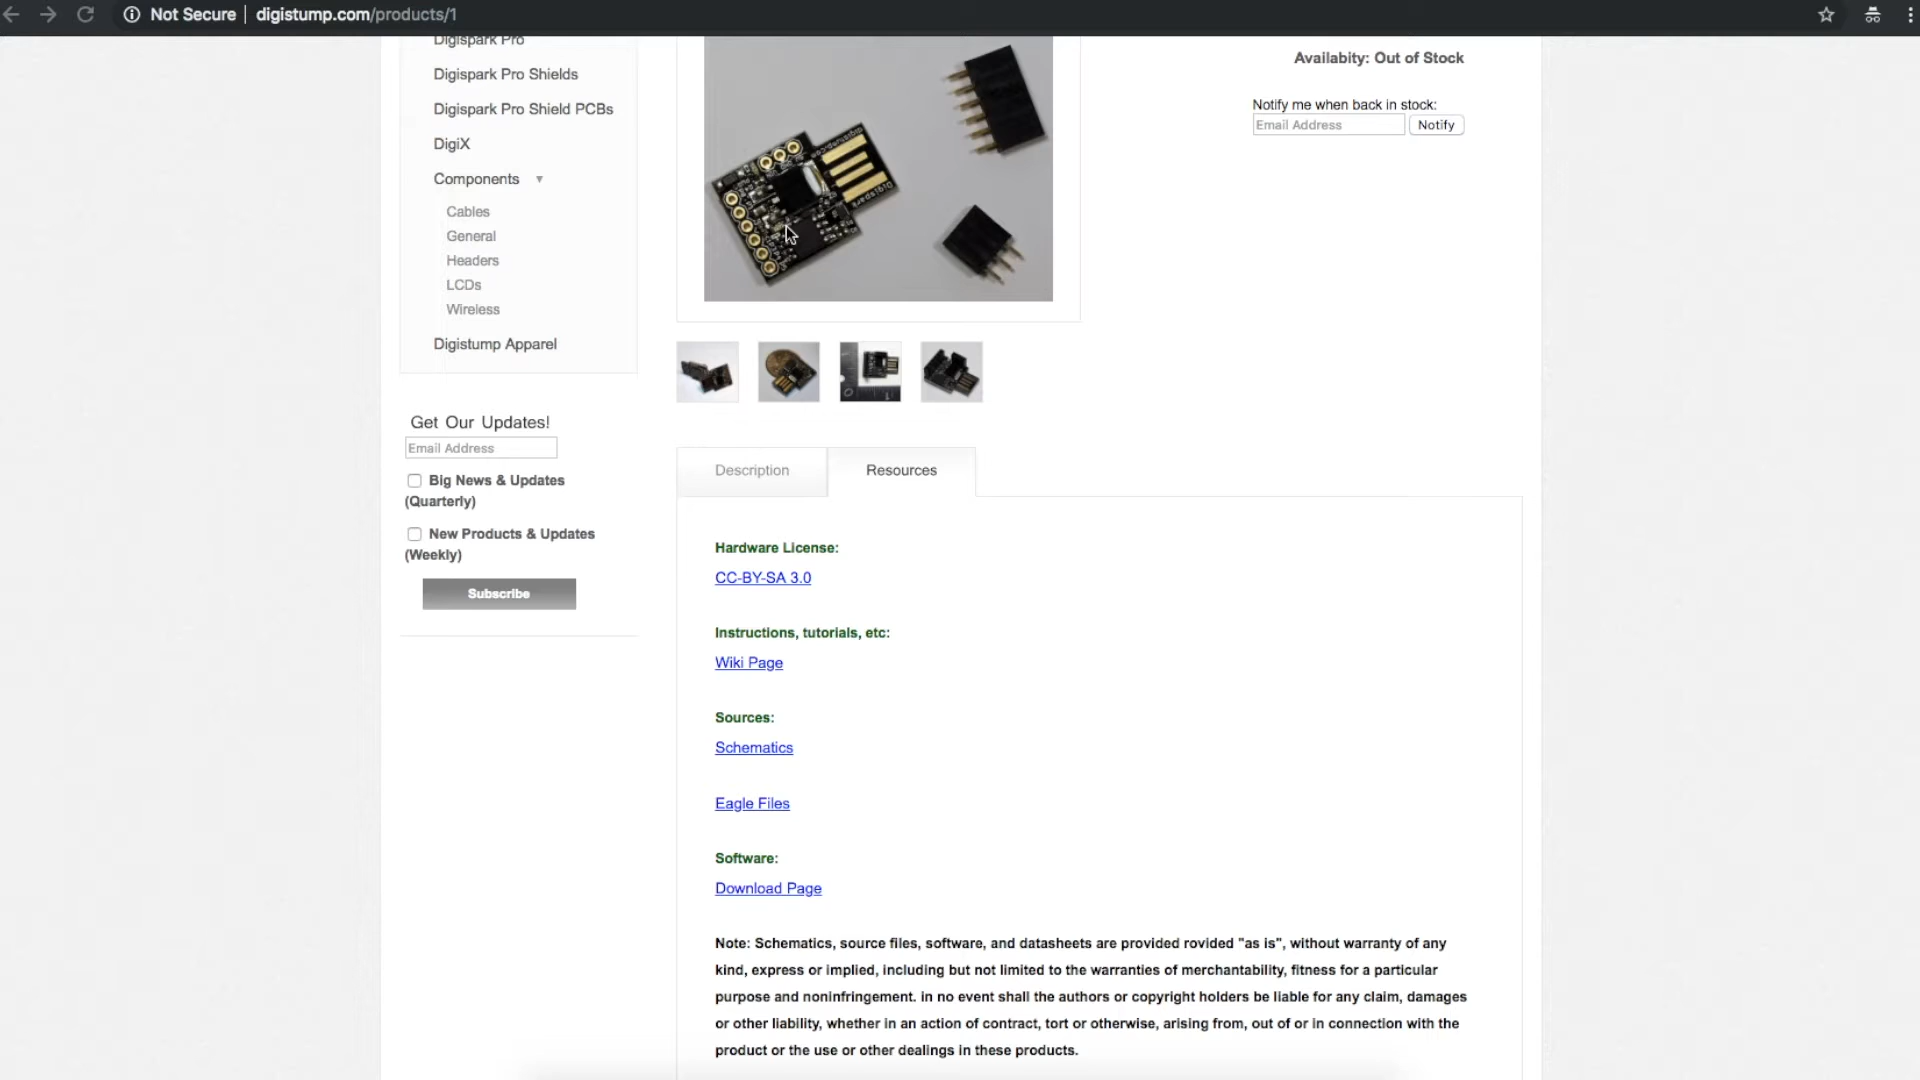 Not Secure
digistump.com/products/1
Digispark Pro
Digispark Pro Shields
Digispark Pro Shield PCBs
DigiX
Components ▼
Cables
General
Headers
LCDs
Wireless
Digistump Apparel
Get Our Updates!
Email Address
Big News & Updates
(Quarterly)
New Products & Updates
(Weekly)
Subscribe
digistump.com
Digispark
Availabity: Out of Stock
Notify me when back in stock:
Email Address Notify
Description
Resources
Hardware License:
CC-BY-SA 3.0
Instructions, tutorials, etc:
Wiki Page
Sources:
Schematics
Eagle Files
Software:
Download Page
Note: Schematics, source files, software, and datasheets are provided rovided "as is", without warranty of any
kind, express or implied, including but not limited to the warranties of merchantability, fitness for a particular
purpose and noninfringement. in no event shall the authors or copyright holders be liable for any claim, damages
or other liability, whether in an action of contract, tort or otherwise, arising from, out of or in connection with the
product or the use or other dealings in these products.